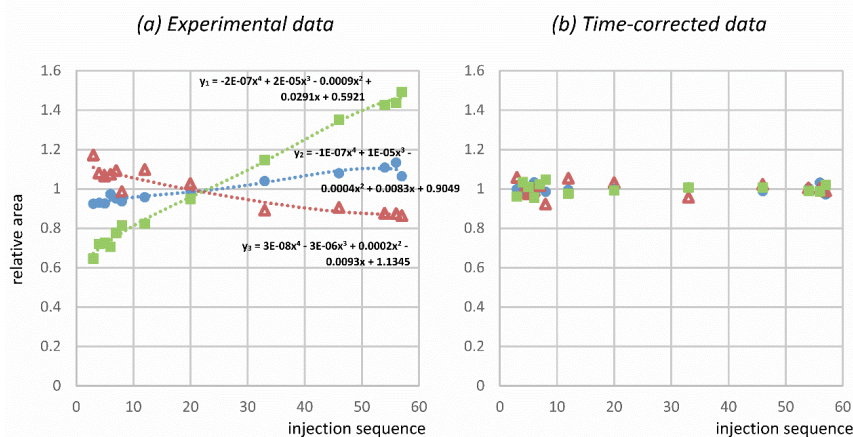 (a) Experimental data
(b) Time-corrected data
1.6
1.4
1.2
1
0.8
0.6
0.4
0.2
0
relative area
y₁ = -2E-07x⁴ + 2E-05x³ - 0.0009x² +
0.0291x + 0.5921
y₂ = -1E-07x⁴ + 1E-05x³ -
0.0004x² + 0.0083x + 0.9049
y₃ = 3E-08x⁴ - 3E-06x³ + 0.0002x² -
0.0093x + 1.1345
0 10 20 30 40 50 60
injection sequence
1.6
1.4
1.2
1
0.8
0.6
0.4
0.2
0
0 10 20 30 40 50 60
injection sequence